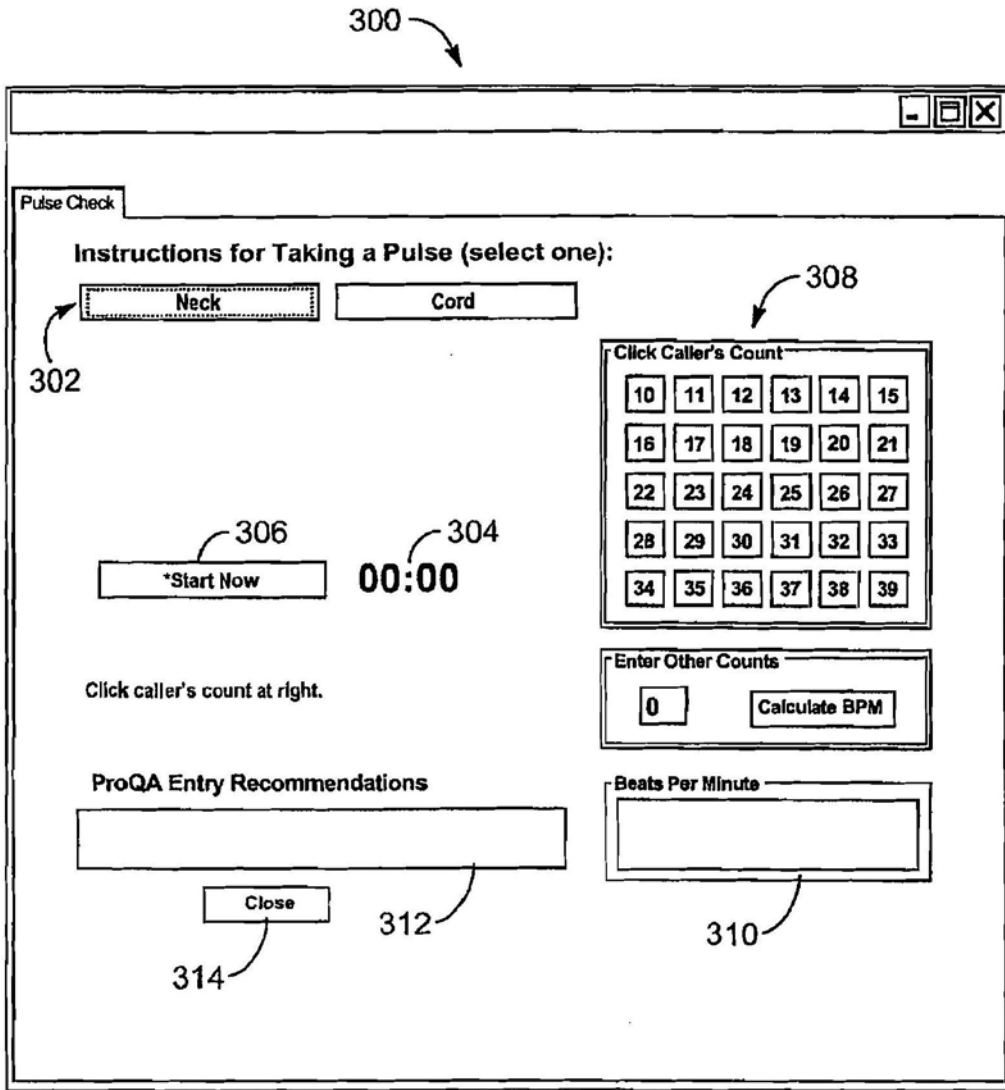 300
Pulse Check
Instructions for Taking a Pulse (select one):
Neck Cord
302
308
Click Caller's Count
10 11 12 13 14 15
16 17 18 19 20 21
22 23 24 25 26 27
28 29 30 31 32 33
34 35 36 37 38 39
306
304
*Start Now 00:00
Click caller's count at right.
Enter Other Counts
0 Calculate BPM
ProQA Entry Recommendations
Beats Per Minute
Close
312
310
314